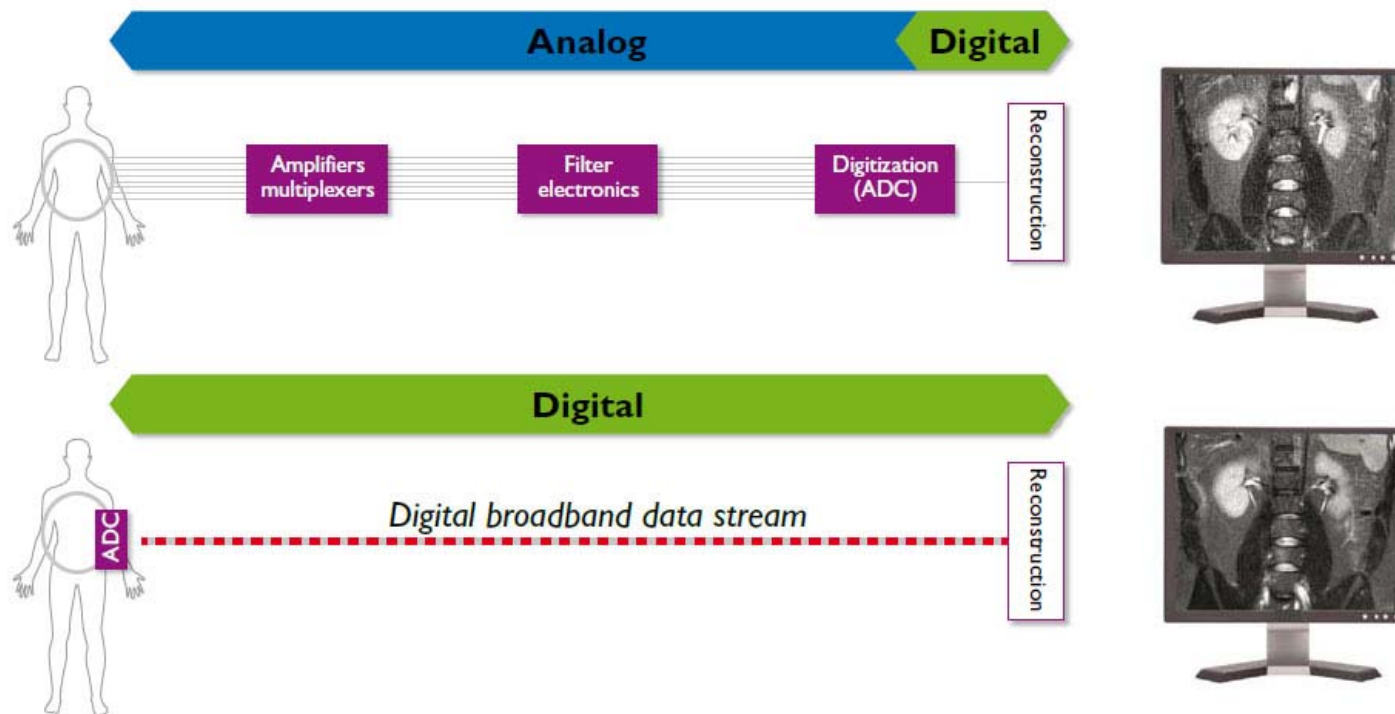 Analog
Digital
Amplifiers
multiplexers
Filter
electronics
Digitization
(ADC)
Reconstruction
Digital
ADC
Digital broadband data stream
Reconstruction